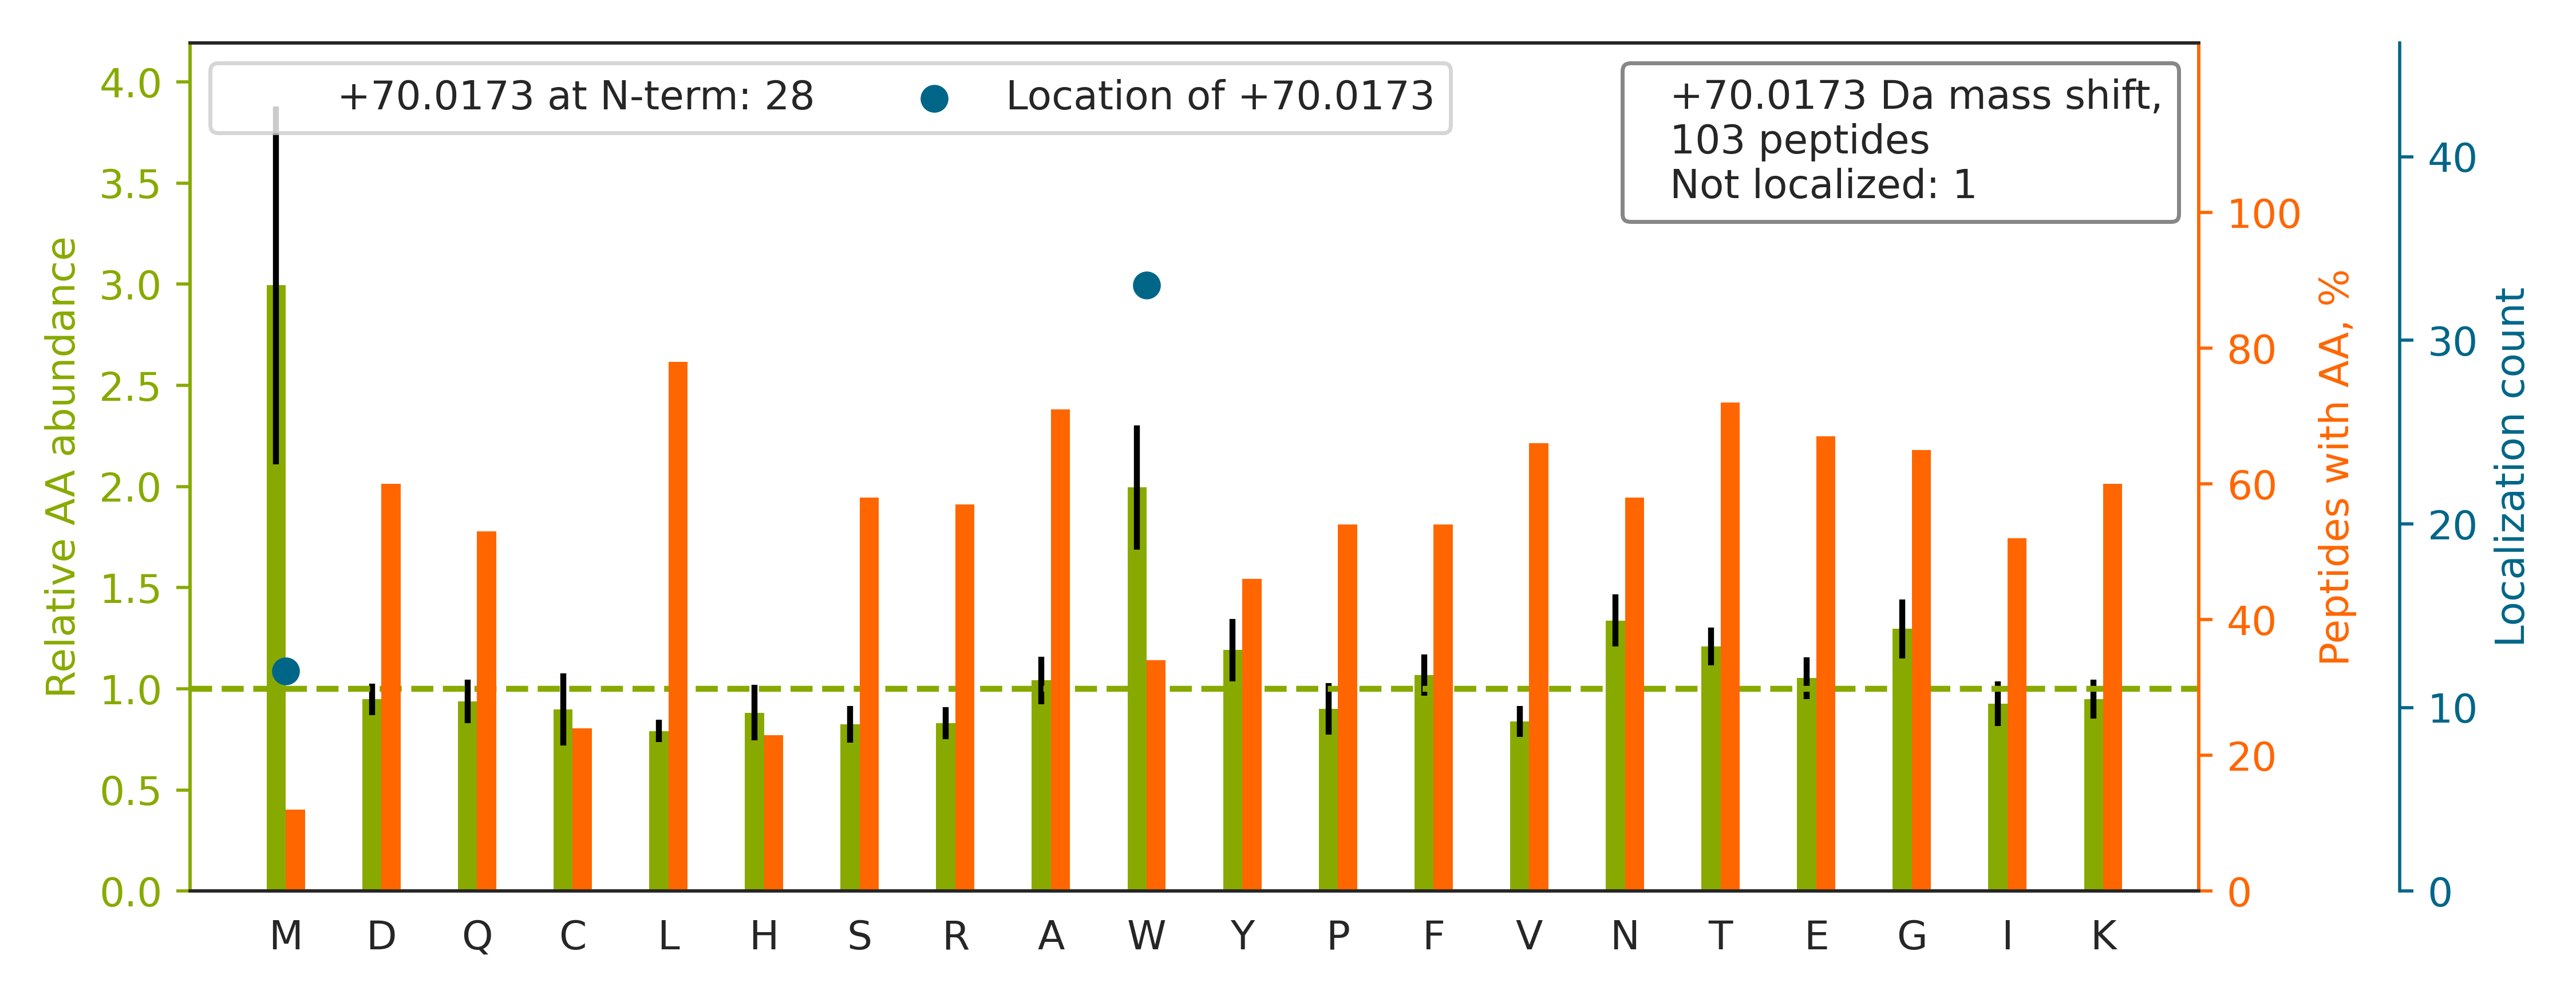 +70.0173 at N-term: 28
Location of +70.0173
+70.0173 Da mass shift,
103 peptides
Not localized: 1
Relative AA abundance
4.0
3.5
3.0
2.5
2.0
1.5
1.0
0.5
0.0
M D Q C L H S R A W Y P F V N T E G I K
100
80
60
40
20
0
Peptides with AA, %
40
30
20
10
0
Localization count